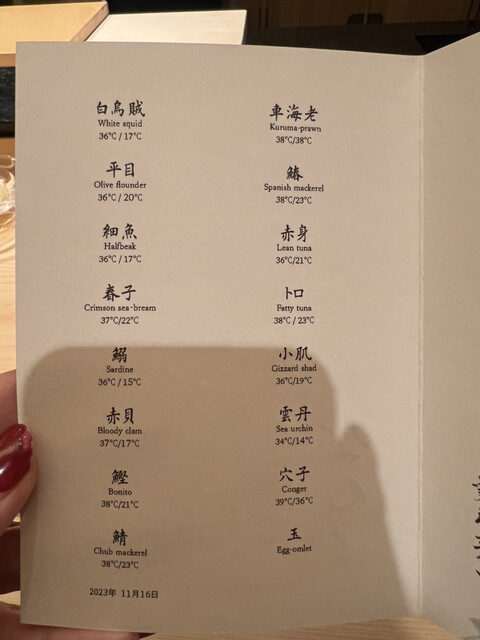 白烏賊
White squid
36℃ / 17℃
平目
Olive flounder
36℃ / 20℃
細魚
Halfbeak
36℃ / 17℃
春子
Crimson sea-bream
37℃/22℃
鰯
Sardine
36℃ / 15℃
赤貝
Bloody clam
37℃/17℃
鰹
Bonito
38℃/21℃
鯖
Chub mackerel
38℃/23℃
2023年 11月16日
車海老
Kuruma-prawn
38℃/38℃
鰆
Spanish mackerel
38℃/23℃
赤身
Lean tuna
36℃/21℃
トロ
Fatty tuna
38℃ / 23℃
小肌
Gizzard shad
36℃/19℃
雲丹
Sea urchin
34℃/14℃
穴子
Conger
39℃/36℃
玉
Egg-omlet